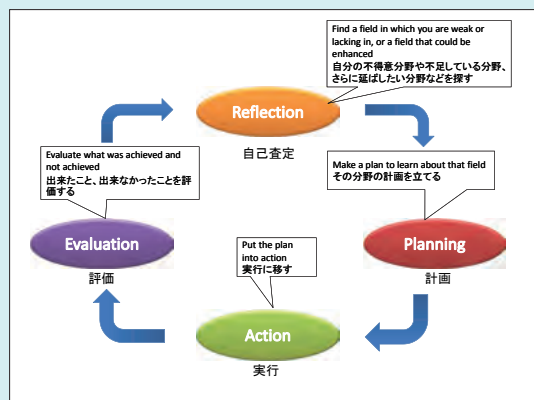 Find a field in which you are weak or
lacking in, or a field that could be
enhanced
自分の不得意分野や不足している分野、
さらに延ばしたい分野などを探す
Reflection
自己査定
Evaluate what was achieved and
not achieved
出来たこと、出来なかったことを評
価する
Make a plan to learn about that field
その分野の計画を立てる
Evaluation
評価
Put the plan
into action
実行に移す
Planning
計画
Action
実行